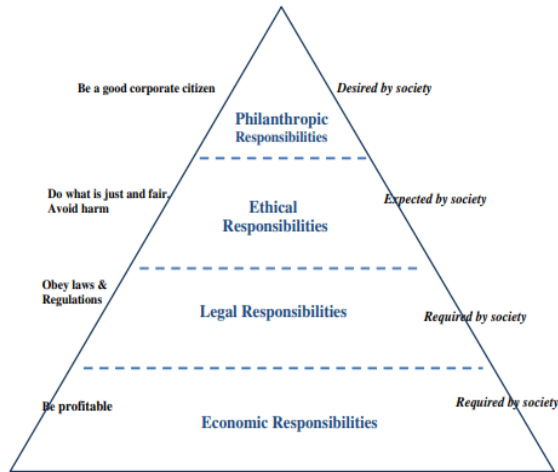 Be a good corporate citizen
Desired by society
Philanthropic
Responsibilities
Do what is just and fair,
Avoid harm
Expected by society
Ethical
Responsibilities
Obey laws &
Regulations
Legal Responsibilities
Required by society
Be profitable
Required by society
Economic Responsibilities